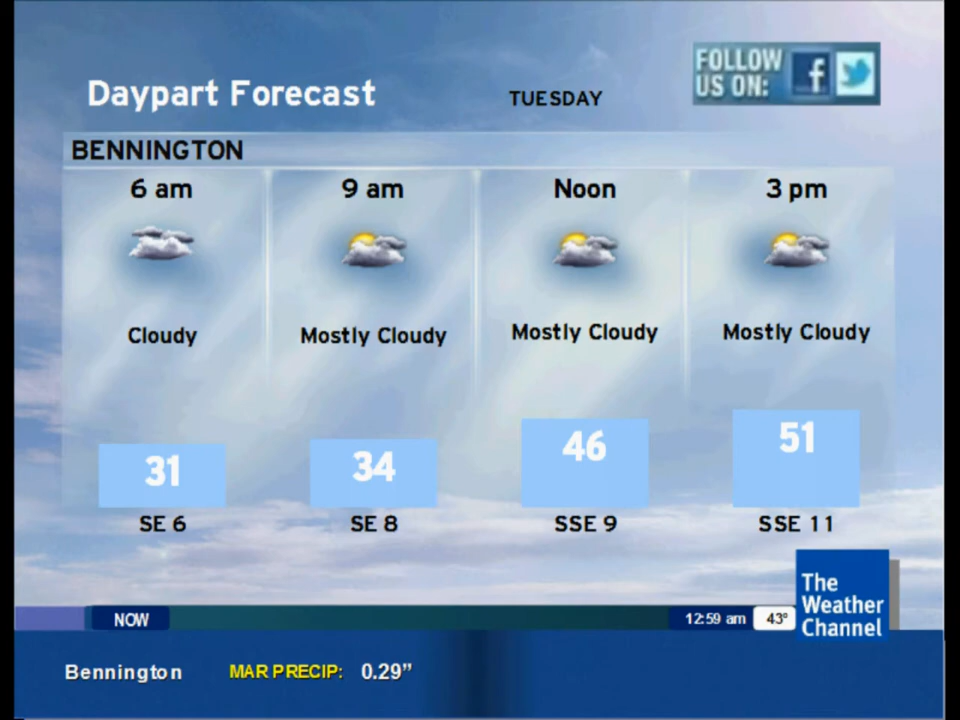 Daypart Forecast
TUESDAY
FOLLOW
US ON:
BENNINGTON
6 am 9 am Noon 3 pm
Cloudy Mostly Cloudy Mostly Cloudy Mostly Cloudy
31 34 46 51
SE 6 SE 8 SSE 9 SSE 11
The
Weather
Channel
NOW 12:59 am 43°
Bennington MAR PRECIP: 0.29”